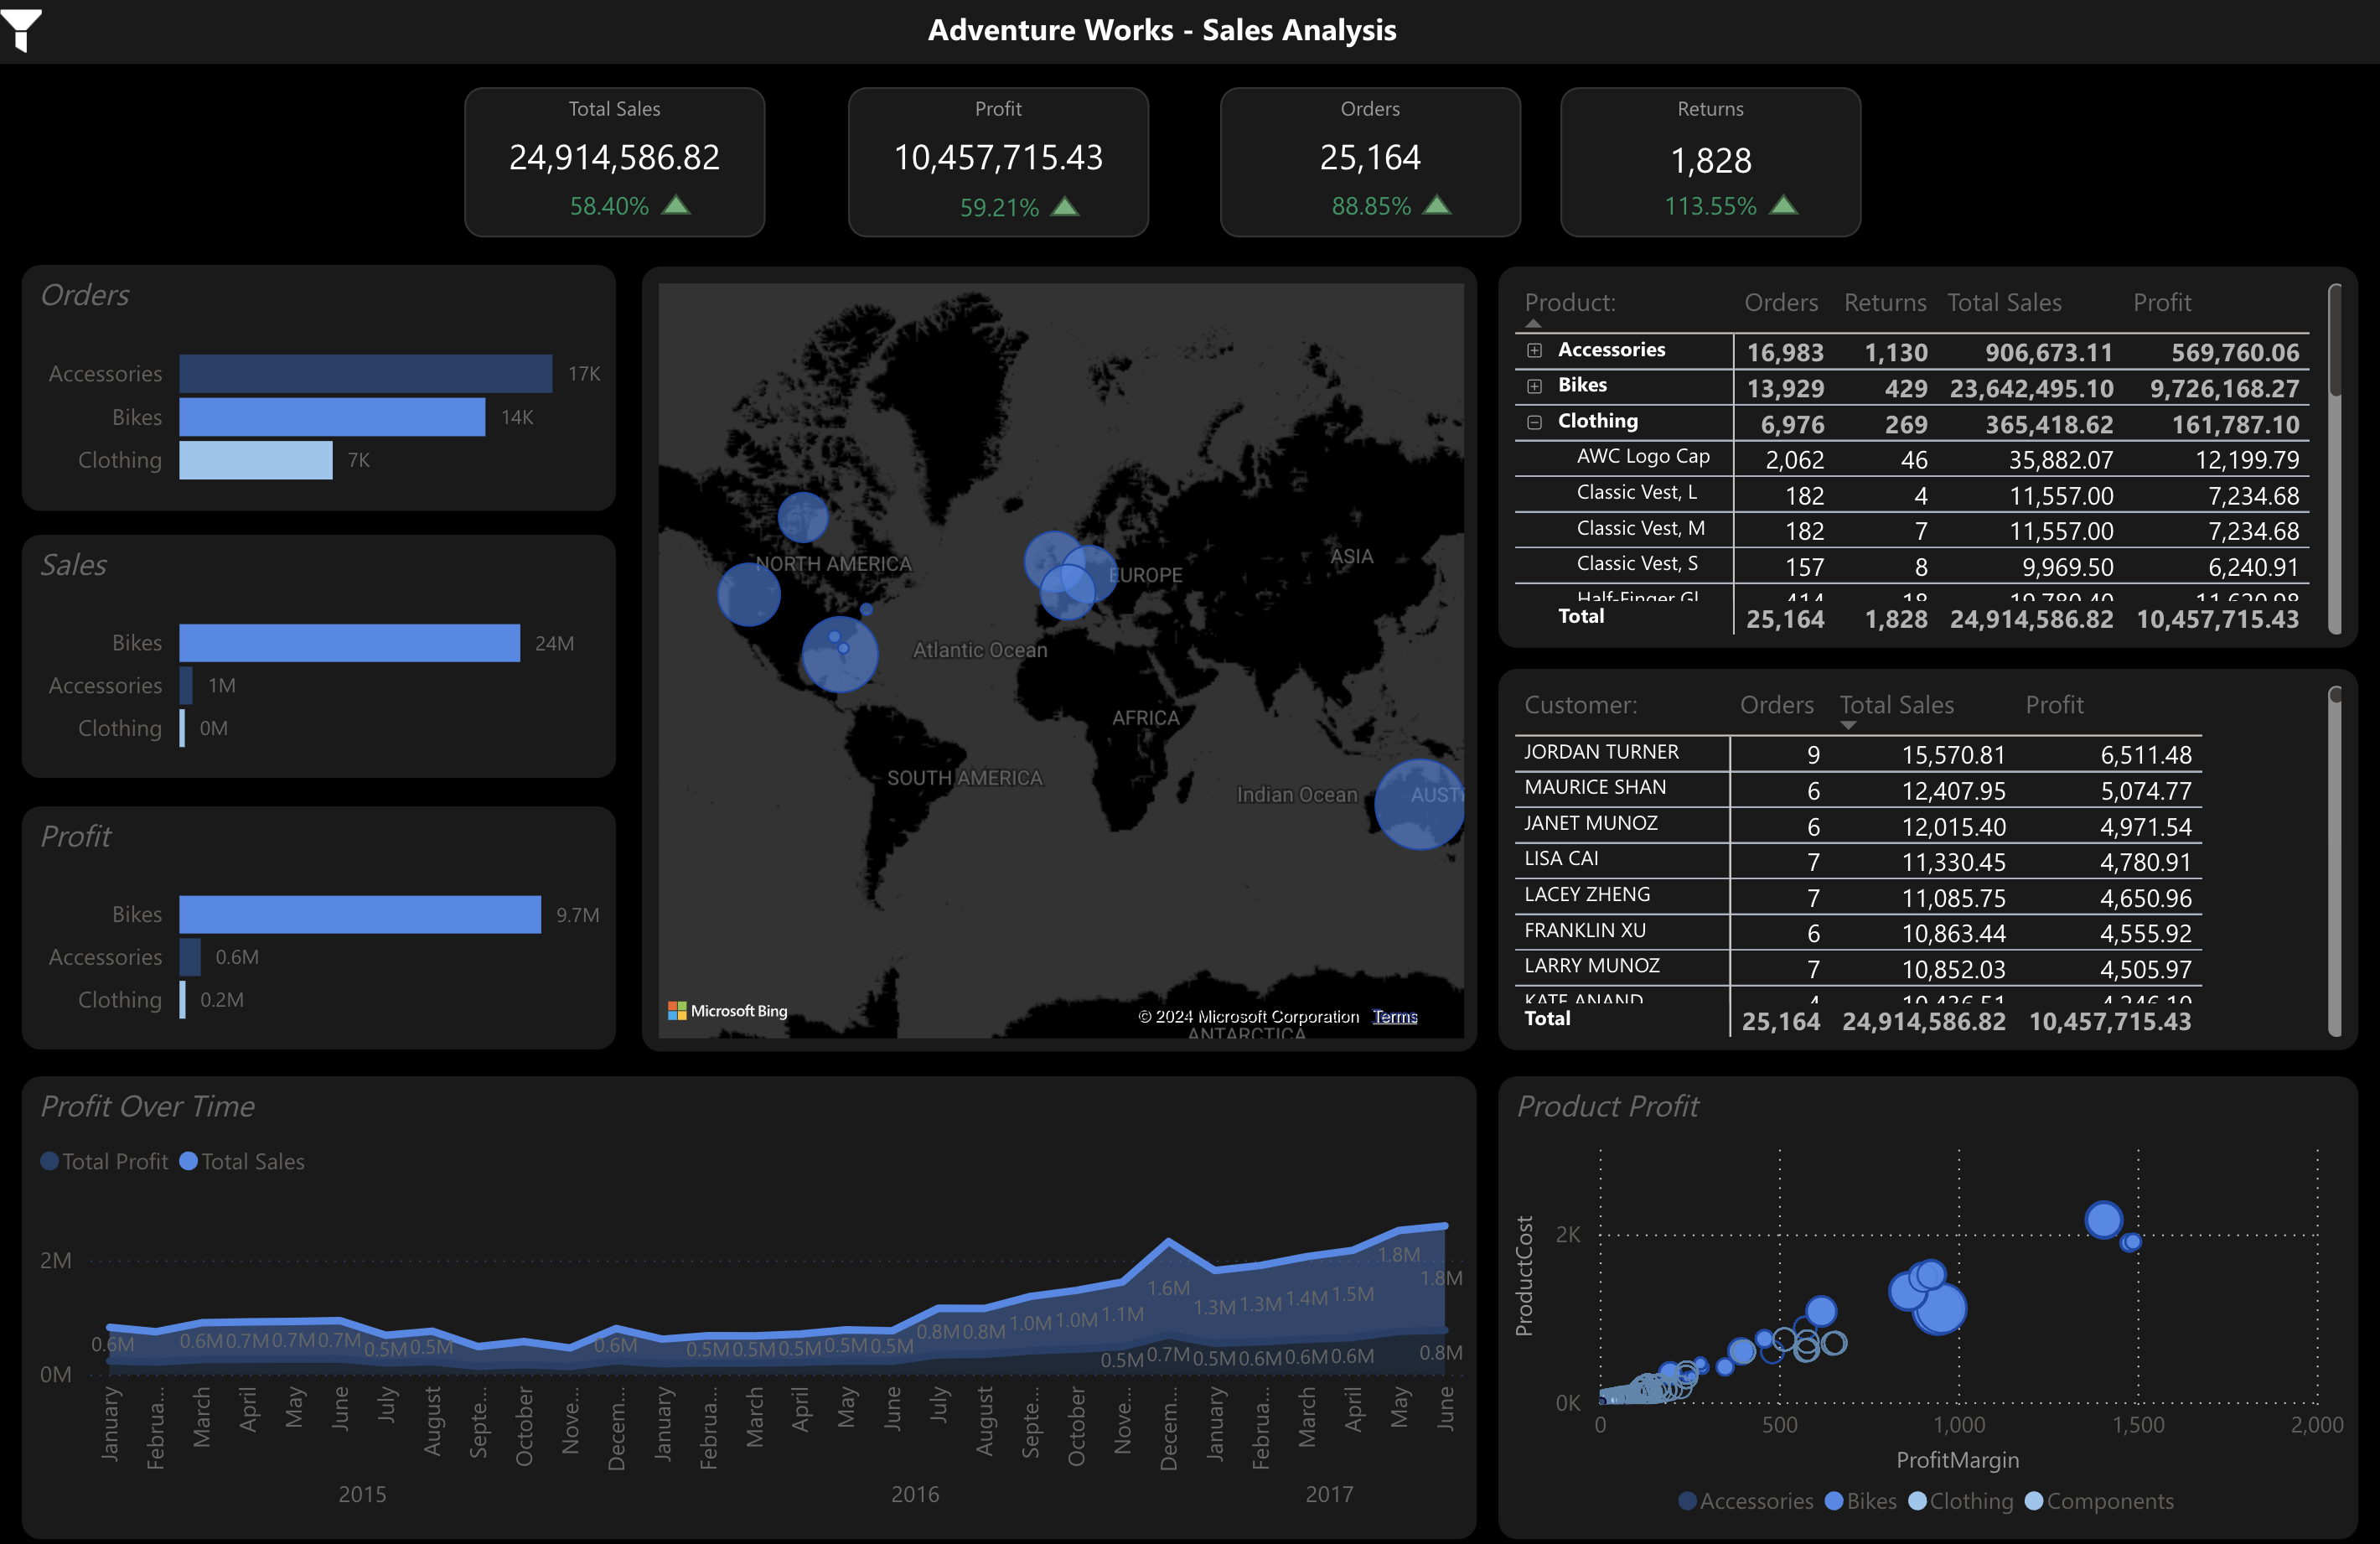 Adventure Works - Sales Analysis
Total Sales
24,914,586.82
58.40%
Profit
10,457,715.43
59.21%
Orders
25,164
88.85%
Returns
1,828
113.55%
Orders
Accessories 17K
Bikes 14K
Clothing 7K
Sales
Bikes 24M
Accessories 1M
Clothing 0M
Profit
Bikes 9.7M
Accessories 0.6M
Clothing 0.2M
NORTH AMERICA
EUROPE
ASIA
Atlantic Ocean
AFRICA
SOUTH AMERICA
Indian Ocean
AUST
Microsoft Bing
© 2024 Microsoft Corporation Terms
ANTARCTICA
Product: Orders Returns Total Sales Profit
Accessories 16,983 1,130 906,673.11 569,760.06
Bikes 13,929 429 23,642,495.10 9,726,168.27
Clothing 6,976 269 365,418.62 161,787.10
AWC Logo Cap 2,062 46 35,882.07 12,199.79
Classic Vest, L 182 4 11,557.00 7,234.68
Classic Vest, M 182 7 11,557.00 7,234.68
Classic Vest, S 157 8 9,969.50 6,240.91
Total 25,164 1,828 24,914,586.82 10,457,715.43
Customer: Orders Total Sales Profit
JORDAN TURNER 9 15,570.81 6,511.48
MAURICE SHAN 6 12,407.95 5,074.77
JANET MUNOZ 6 12,015.40 4,971.54
LISA CAI 7 11,330.45 4,780.91
LACEY ZHENG 7 11,085.75 4,650.96
FRANKLIN XU 6 10,863.44 4,555.92
LARRY MUNOZ 7 10,852.03 4,505.97
KATE ANAND
Total 25,164 24,914,586.82 10,457,715.43
Profit Over Time
Total Profit Total Sales
2M
0M
0.6M 0.6M 0.7M 0.7M 0.7M 0.5M 0.5M 0.6M 0.5M 0.5M 0.5M 0.5M 0.5M 0.8M 0.8M 1.0M 1.0M 1.1M 1.6M 1.3M 1.3M 1.4M 1.5M 1.8M 1.8M
0.5M 0.7M 0.5M 0.6M 0.6M 0.6M 0.8M
January Februa... March April May June July August Septe... October Nove... Decem... January Februa... March April May June July August Septe... October Nove... Decem... January Februa... March April May June
2015 2016 2017
Product Profit
ProductCost
2K
0K
0 500 1,000 1,500 2,000
ProfitMargin
Accessories Bikes Clothing Components